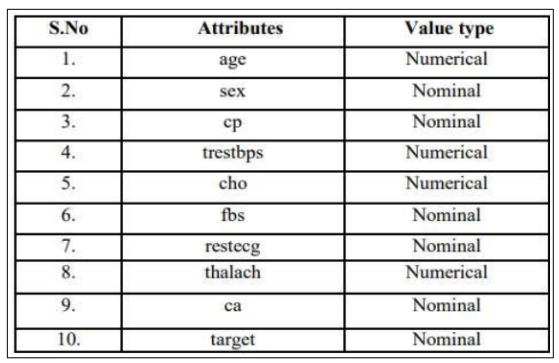 S.No Attributes Value type
1. age Numerical
2. sex Nominal
3. cp Nominal
4. trestbps Numerical
5. cho Numerical
6. fbs Nominal
7. restecg Nominal
8. thalach Numerical
9. ca Nominal
10. target Nominal